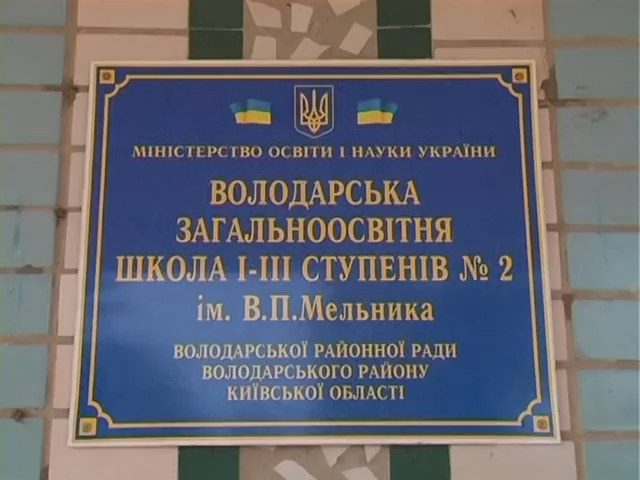 МІНІСТЕРСТВО ОСВІТИ І НАУКИ УКРАЇНИ
ВОЛОДАРСЬКА
ЗАГАЛЬНООСВІТНЯ
ШКОЛА І-ІІІ СТУПЕНІВ № 2
ім. В.П.Мельника
ВОЛОДАРСЬКОЇ РАЙОННОЇ РАДИ
ВОЛОДАРСЬКОГО РАЙОНУ
КИЇВСЬКОЇ ОБЛАСТІ